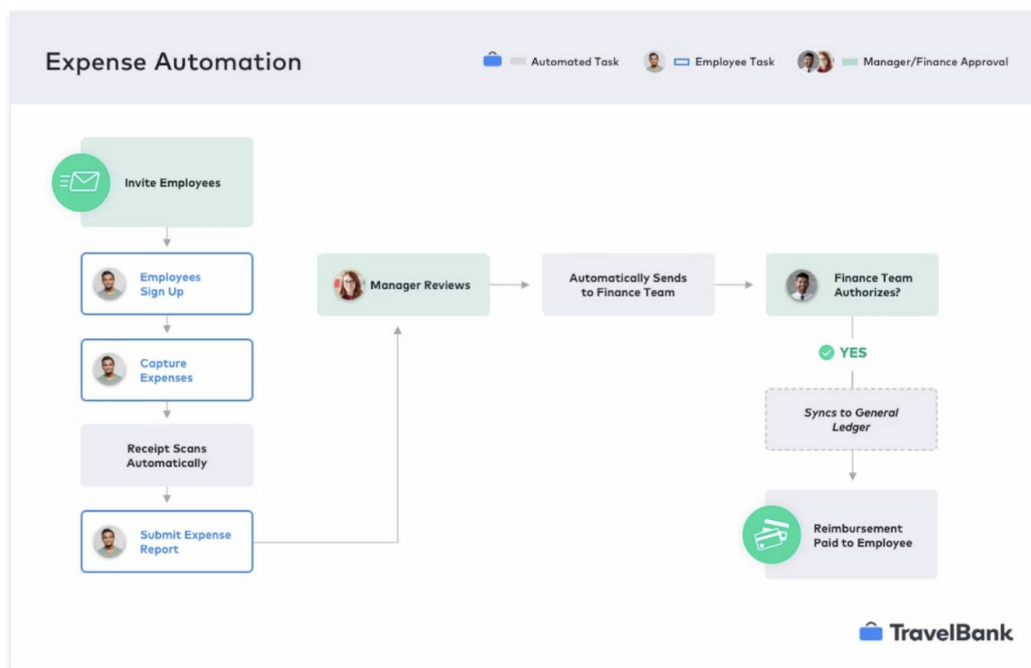 Expense Automation
Automated Task
Employee Task
Manager/Finance Approval
Invite Employees
Employees
Sign Up
Capture
Expenses
Receipt Scans
Automatically
Submit Expense
Report
Manager Reviews
Automatically Sends
to Finance Team
Finance Team
Authorizes?
YES
Syncs to General
Ledger
Reimbursement
Paid to Employee
TravelBank